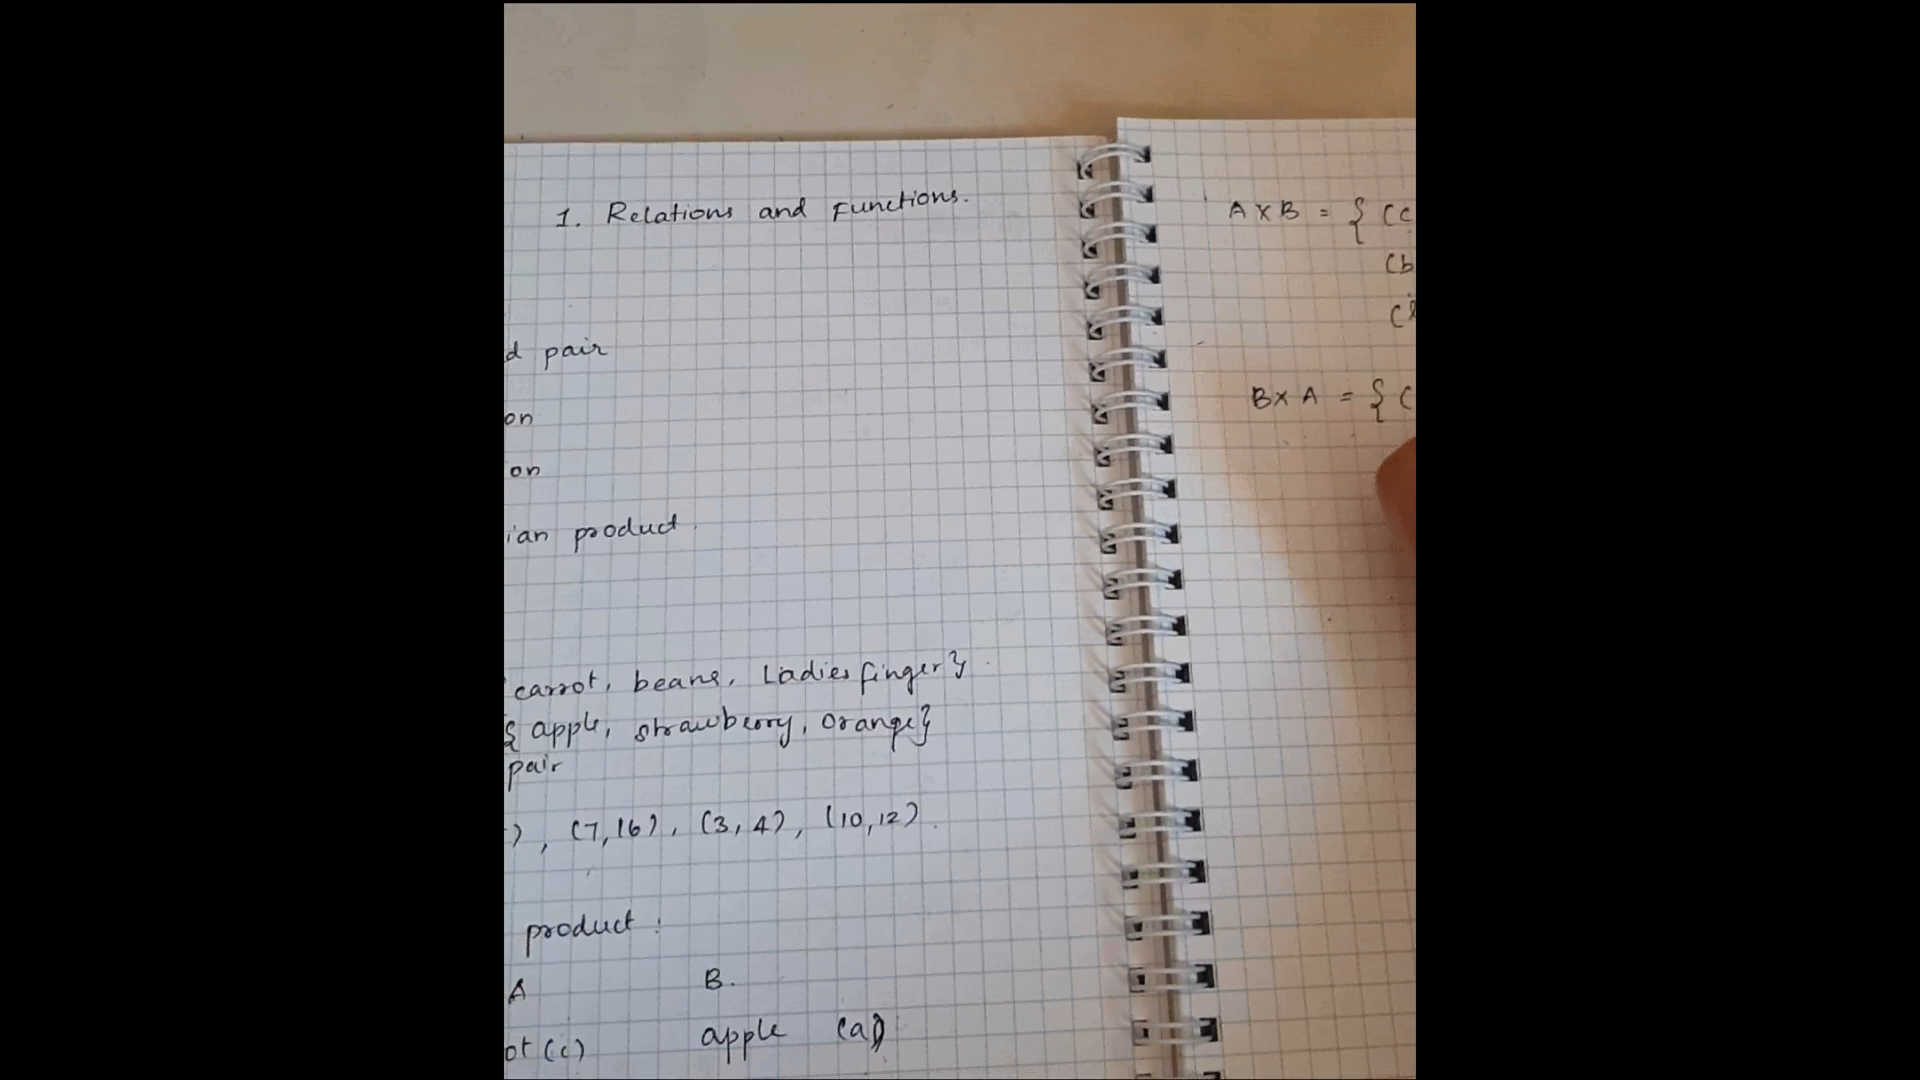 1. Relations and Functions.
d pair
on
on
ian product.
carrot, beans, Ladies finger}
{ apple, strawberry, orange}
pair
), (7,16), (3,4), (10,12).
product:
A B.
ot (c) apple (a)
A X B = { (c
(b
(l
B X A = { (